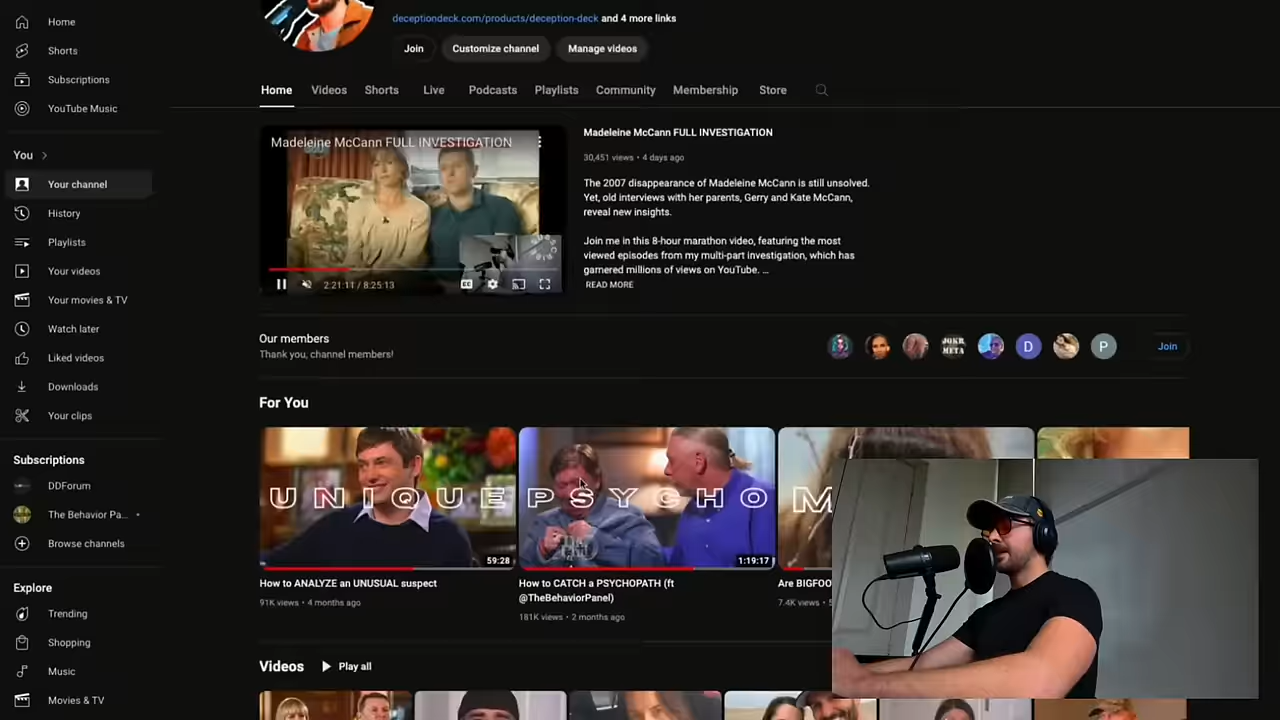 deceptiondeck.com/products/deception-deck and 4 more links
Join
Customize channel
Manage videos
Home
Videos
Shorts
Live
Podcasts
Playlists
Community
Membership
Store
Home
Shorts
Subscriptions
YouTube Music
You
Your channel
History
Playlists
Your videos
Your movies & TV
Watch later
Liked videos
Downloads
Your clips
Subscriptions
DDForum
The Behavior Pa...
Browse channels
Explore
Trending
Shopping
Music
Movies & TV
Madeleine McCann FULL INVESTIGATION
2:21:11 / 8:25:13
Madeleine McCann FULL INVESTIGATION
30,451 views • 4 days ago
The 2007 disappearance of Madeleine McCann is still unsolved.
Yet, old interviews with her parents, Gerry and Kate McCann,
reveal new insights.
Join me in this 8-hour marathon video, featuring the most
viewed episodes from my multi-part investigation, which has
garnered millions of views on YouTube. ...
READ MORE
Our members
Thank you, channel members!
JOKR
META
D
P
Join
For You
UNIQUE
59:28
How to ANALYZE an UNUSUAL suspect
91K views • 4 months ago
PSYCHO
1:19:17
How to CATCH a PSYCHOPATH (ft
@TheBehaviorPanel)
181K views • 2 months ago
M
Are BIGFOO
7.4K views •
Videos
Play all